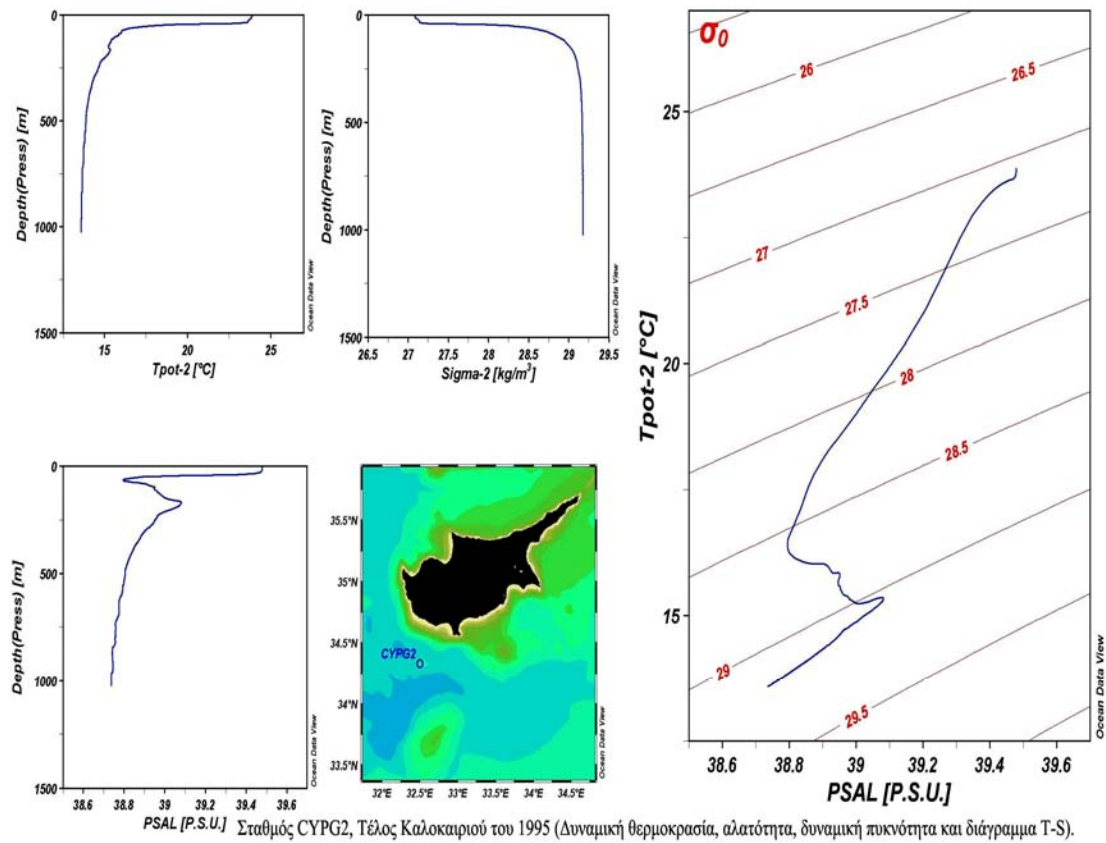 0
500
1000
1500
Depth(Press) [m]
15
20
25
Tpot-2 [°C]
Ocean Data View
0
500
1000
1500
Depth(Press) [m]
26.5
27
27.5
28
28.5
29
29.5
Sigma-2 [kg/m³]
Ocean Data View
σ₀
26
26.5
27
27.5
28
28.5
29
29.5
25
20
15
Tpot-2 [°C]
38.6
38.8
39
39.2
39.4
39.6
PSAL [P.S.U.]
Ocean Data View
0
500
1000
1500
Depth(Press) [m]
38.6
38.8
39
39.2
39.4
39.6
PSAL [P.S.U.]
Ocean Data View
35.5°N
35°N
34.5°N
34°N
33.5°N
CYPG2
32°E
32.5°E
33°E
33.5°E
34°E
34.5°E
Ocean Data View
Σταθμός CYPG2, Τέλος Καλοκαιριού του 1995 (Δυναμική θερμοκρασία, αλατότητα, δυναμική πυκνότητα και διάγραμμα T-S).